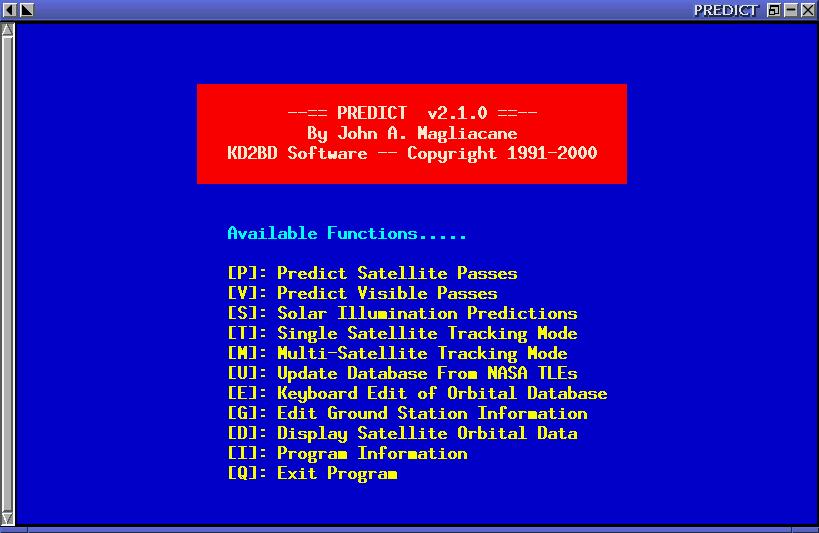 PREDICT
--== PREDICT  v2.1.0 ==--
By John A. Magliacane
KD2BD Software -- Copyright 1991-2000
Available Functions.....
[P]: Predict Satellite Passes
[V]: Predict Visible Passes
[S]: Solar Illumination Predictions
[T]: Single Satellite Tracking Mode
[M]: Multi-Satellite Tracking Mode
[U]: Update Database From NASA TLEs
[E]: Keyboard Edit of Orbital Database
[G]: Edit Ground Station Information
[D]: Display Satellite Orbital Data
[I]: Program Information
[Q]: Exit Program